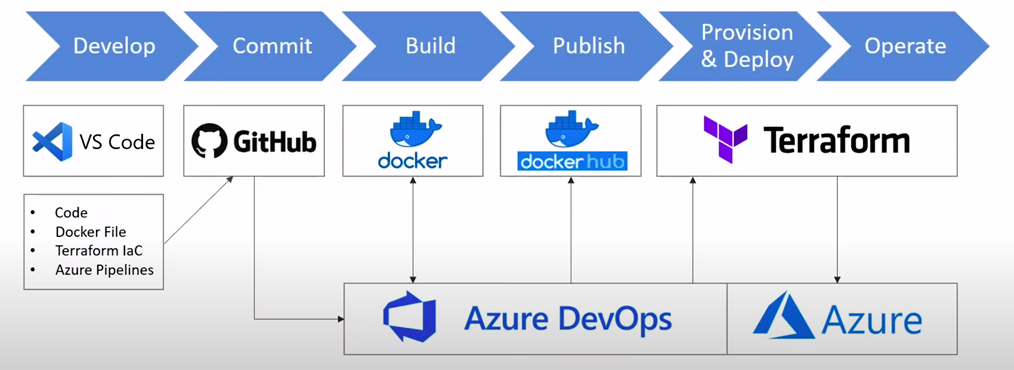 Develop
Commit
Build
Publish
Provision
& Deploy
Operate
VS Code
GitHub
docker
docker hub
Terraform
• Code
• Docker File
• Terraform IaC
• Azure Pipelines
Azure DevOps
Azure